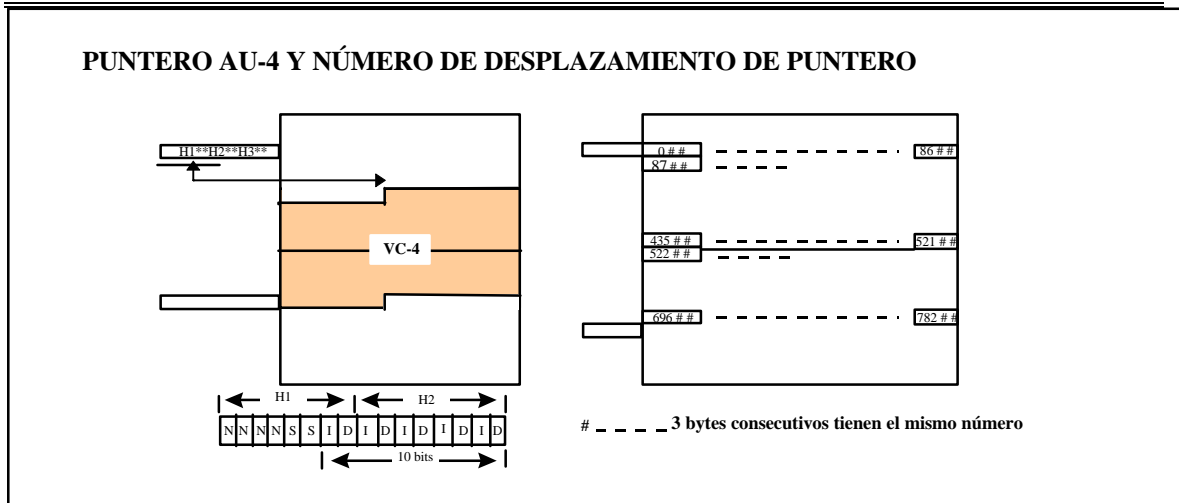 PUNTERO AU-4 Y NÚMERO DE DESPLAZAMIENTO DE PUNTERO
H1**H2**H3**
VC-4
H1 H2
N N N N S S I D I D I D I D I D
10 bits
0 # # 86 # #
87 # #
435 # # 521 # #
522 # #
696 # # 782 # #
# _ _ _ _ _ 3 bytes consecutivos tienen el mismo número